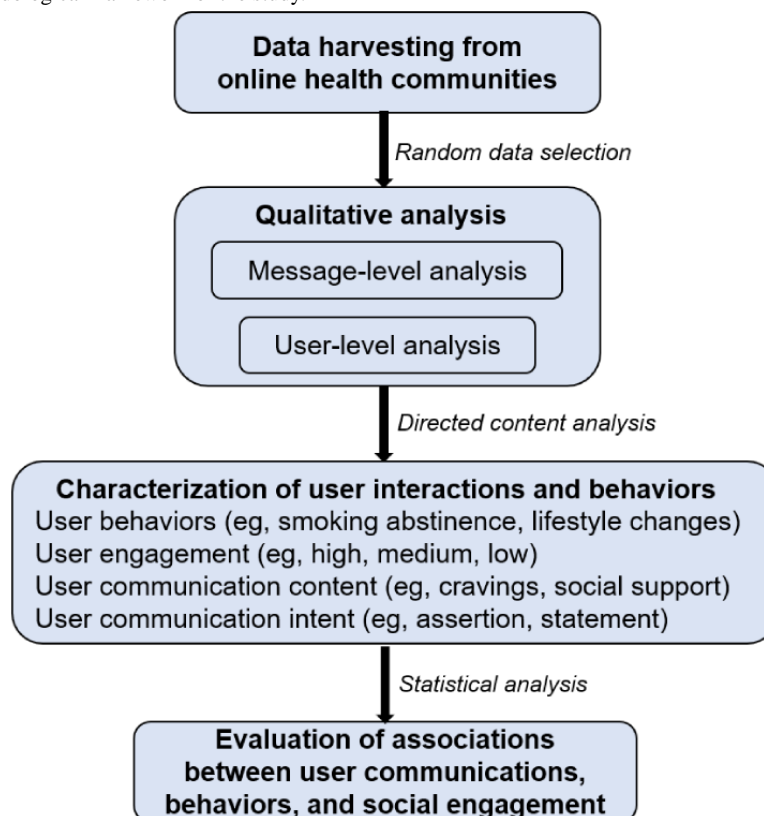 of the study.
Data harvesting from
online health communities
Random data selection
Qualitative analysis
Message-level analysis
User-level analysis
Directed content analysis
Characterization of user interactions and behaviors
User behaviors (eg, smoking abstinence, lifestyle changes)
User engagement (eg, high, medium, low)
User communication content (eg, cravings, social support)
User communication intent (eg, assertion, statement)
Statistical analysis
Evaluation of associations
between user communications,
behaviors, and social engagement